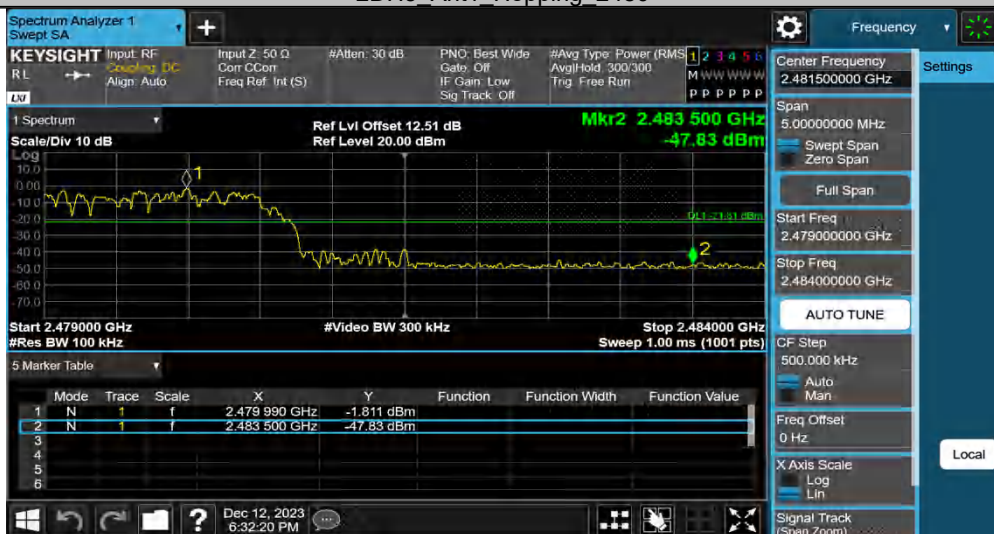 Spectrum Analyzer 1
Swept SA
+
Frequency
KEYSIGHT
RL
LXI
Input: RF
Coupling: DC
Align: Auto
Input Z: 50 Ω
Corr CCorr
Freq Ref: Int (S)
#Atten: 30 dB
PNO: Best Wide
Gate: Off
IF Gain: Low
Sig Track: Off
#Avg Type: Power (RMS
Avg|Hold: 300/300
Trig: Free Run
1 2 3 4 5 6
M W W W W W
P P P P P P
1 Spectrum
Scale/Div 10 dB
Ref Lvl Offset 12.51 dB
Ref Level 20.00 dBm
Mkr2 2.483 500 GHz
-47.83 dBm
Log
10.0
0.00
-10.0
-20.0
-30.0
-40.0
-50.0
-60.0
-70.0
1
2
DL1 -21.81 dBm
Start 2.479000 GHz
#Res BW 100 kHz
#Video BW 300 kHz
Stop 2.484000 GHz
Sweep 1.00 ms (1001 pts)
5 Marker Table
Mode Trace Scale X Y Function Function Width Function Value
1 N 1 f 2.479 990 GHz -1.811 dBm
2 N 1 f 2.483 500 GHz -47.83 dBm
3
4
5
6
Dec 12, 2023
6:32:20 PM
Center Frequency
2.481500000 GHz
Span
5.00000000 MHz
Swept Span
Zero Span
Full Span
Start Freq
2.479000000 GHz
Stop Freq
2.484000000 GHz
AUTO TUNE
CF Step
500.000 kHz
Auto
Man
Freq Offset
0 Hz
X Axis Scale
Log
Lin
Signal Track
(Span Zoom)
Settings
Local